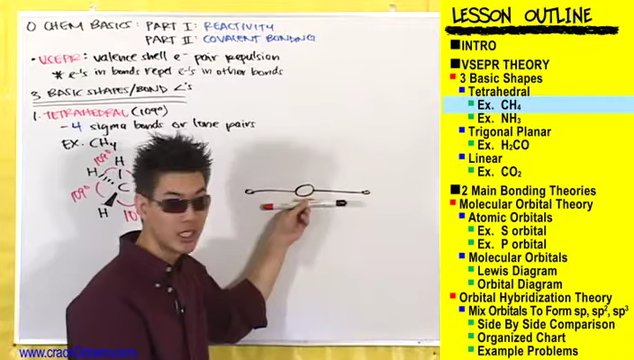 O CHEM BASICS: PART I: REACTIVITY
PART II: COVALENT BONDING
• VSEPR: valence shell e⁻ pair repulsion
* e⁻'s in bonds repel e⁻'s in other bonds
3 BASIC SHAPES/BOND <'s
1. TETRAHEDRAL (109°)
- 4 sigma bonds or lone pairs
EX. CH4
109°
H
H
C
109°
H
10
www.crackOchem.com
LESSON OUTLINE
INTRO
VSEPR THEORY
3 Basic Shapes
Tetrahedral
Ex. CH₄
Ex. NH₃
Trigonal Planar
Ex. H₂CO
Linear
Ex. CO₂
2 Main Bonding Theories
Molecular Orbital Theory
Atomic Orbitals
Ex. S orbital
Ex. P orbital
Molecular Orbitals
Lewis Diagram
Orbital Diagram
Orbital Hybridization Theory
Mix Orbitals To Form sp, sp², sp³
Side By Side Comparison
Organized Chart
Example Problems